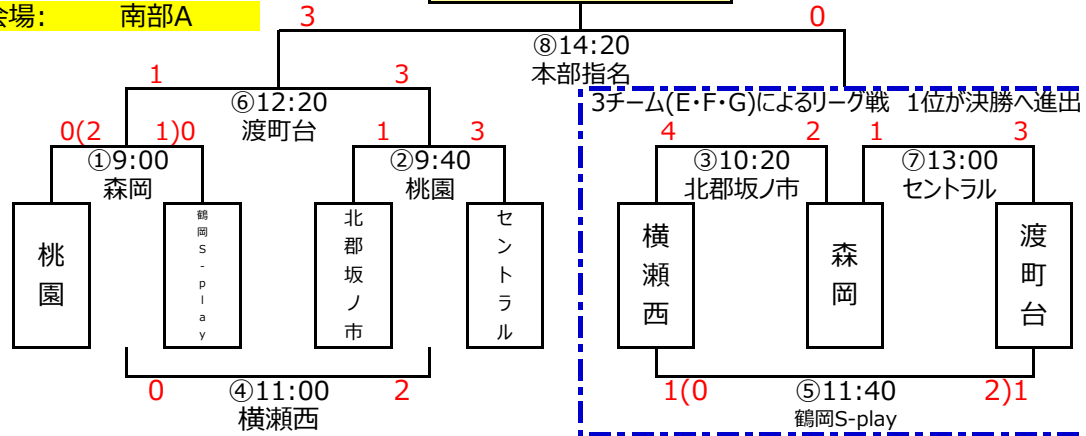 会場: 南部A
3 0
⑧14:20
本部指名
1 3
⑥12:20
渡町台
3チーム(E・F・G)によるリーグ戦 1位が決勝へ進出
0(2 1)0
①9:00
森岡
1 3
②9:40
桃園
4 2
③10:20
北郡坂ノ市
1 3
⑦13:00
セントラル
桃園
鶴岡S-play
北郡坂ノ市
セントラル
横瀬西
森岡
渡町台
0 ④11:00 2
横瀬西
1(0 ⑤11:40 2)1
鶴岡S-play